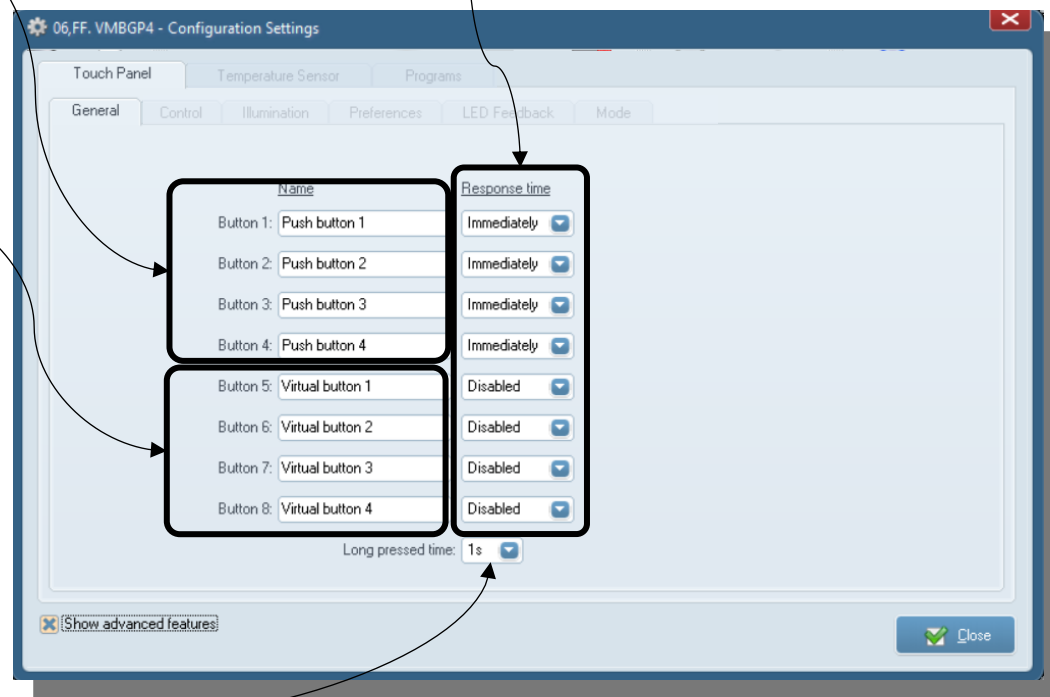 06,FF. VMBGP4 - Configuration Settings
Touch Panel Temperature Sensor Programs
General Control Illumination Preferences LED Feedback Mode
Name Response time
Button 1: Push button 1 Immediately
Button 2: Push button 2 Immediately
Button 3: Push button 3 Immediately
Button 4: Push button 4 Immediately
Button 5: Virtual button 1 Disabled
Button 6: Virtual button 2 Disabled
Button 7: Virtual button 3 Disabled
Button 8: Virtual button 4 Disabled
Long pressed time: 1s
Show advanced features
Close